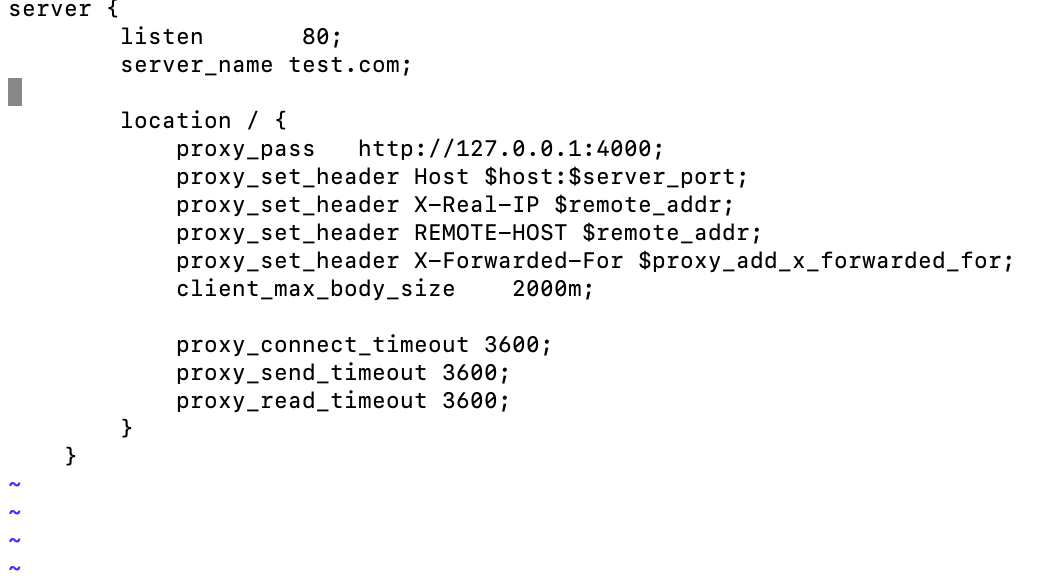 server {
listen       80;
server_name test.com;
location / {
proxy_pass   http://127.0.0.1:4000;
proxy_set_header Host $host:$server_port;
proxy_set_header X-Real-IP $remote_addr;
proxy_set_header REMOTE-HOST $remote_addr;
proxy_set_header X-Forwarded-For $proxy_add_x_forwarded_for;
client_max_body_size    2000m;
proxy_connect_timeout 3600;
proxy_send_timeout 3600;
proxy_read_timeout 3600;
}
}
~
~
~
~